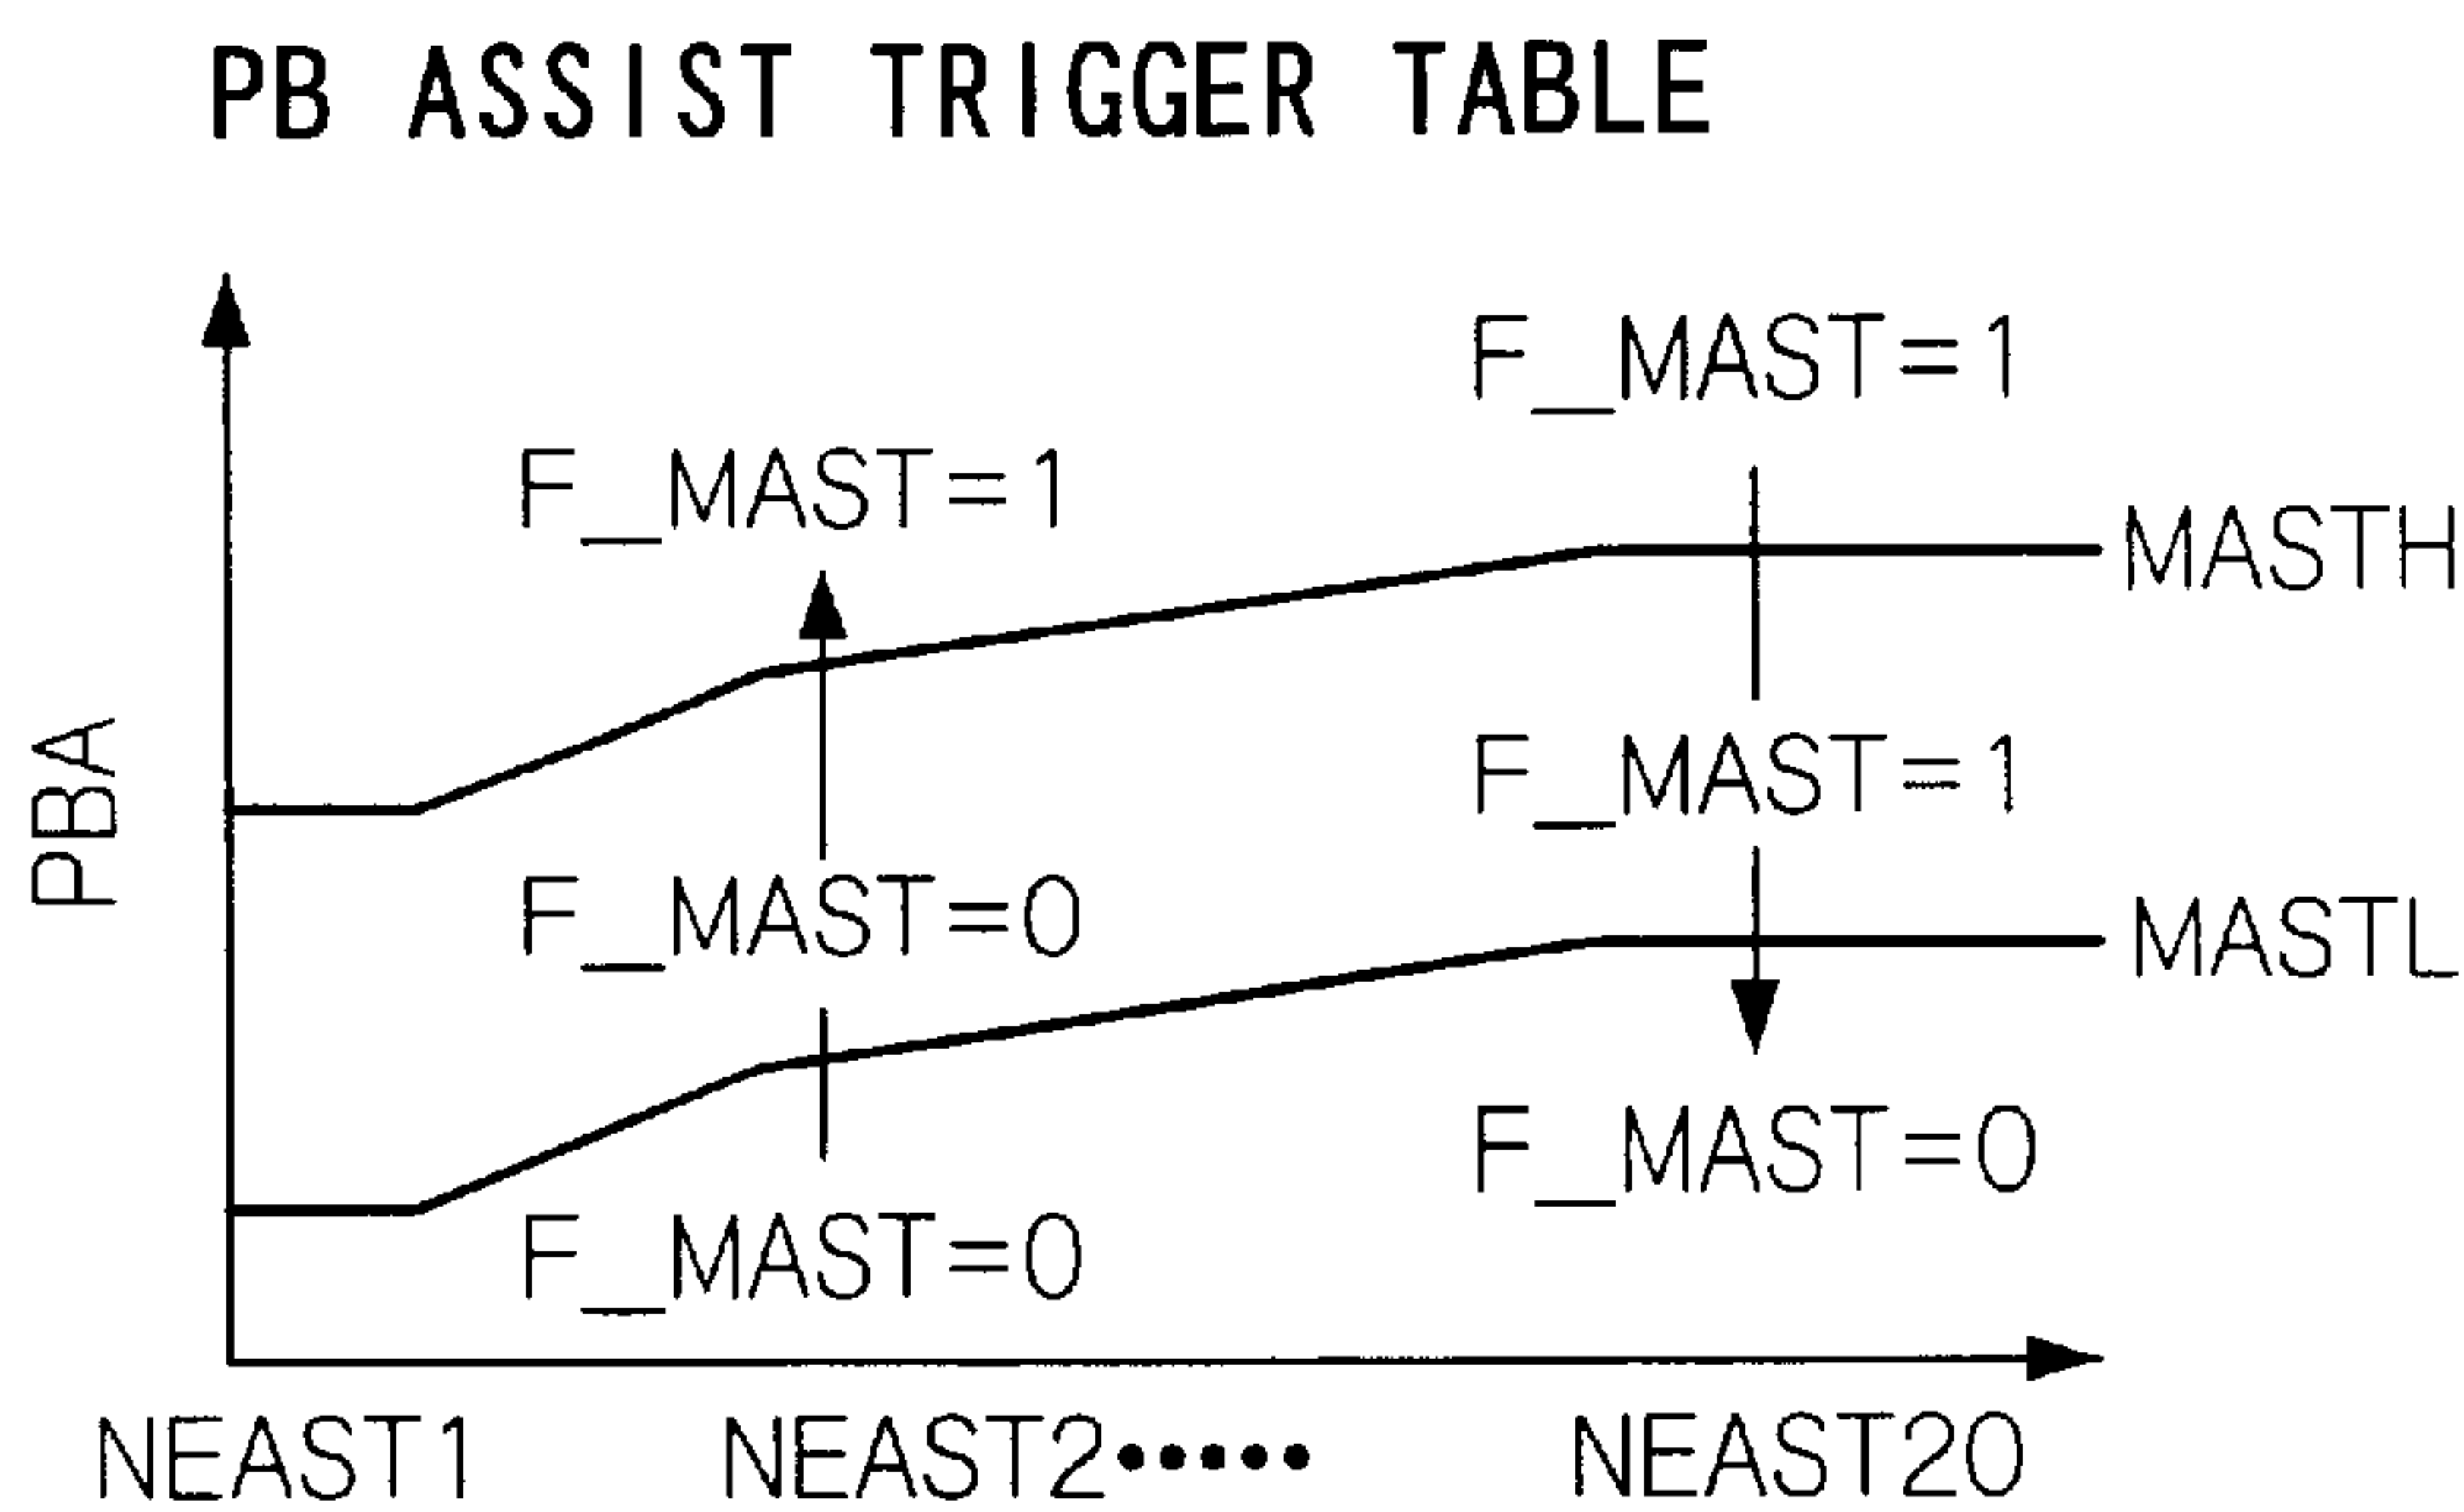 PB ASSIST TRIGGER TABLE
F_MAST=1
F_MAST=1
MASTH
PBA
F_MAST=1
F_MAST=0
MASTL
F_MAST=0
F_MAST=0
NEAST1 NEAST2••••• NEAST20